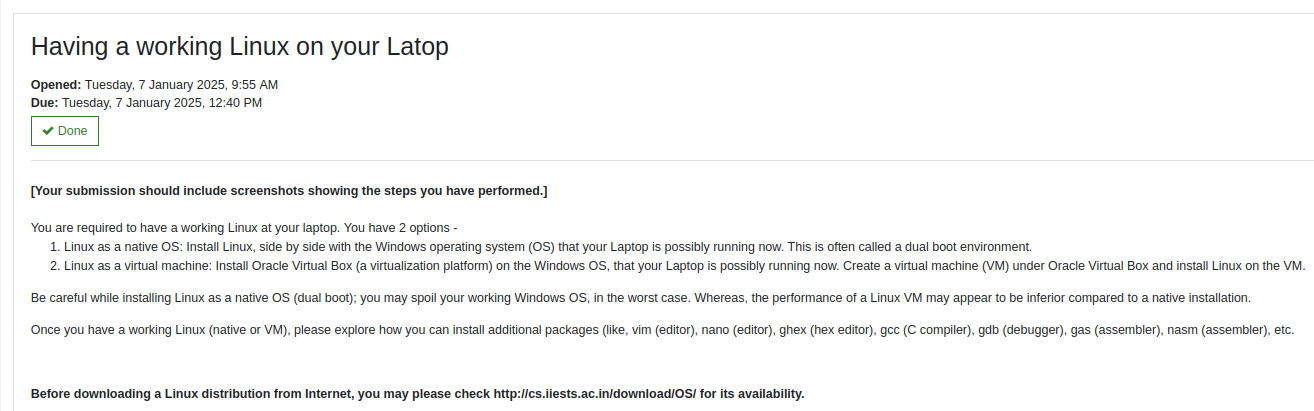 Having a working Linux on your Latop
Opened: Tuesday, 7 January 2025, 9:55 AM
Due: Tuesday, 7 January 2025, 12:40 PM
Done
[Your submission should include screenshots showing the steps you have performed.]
You are required to have a working Linux at your laptop. You have 2 options -
1. Linux as a native OS: Install Linux, side by side with the Windows operating system (OS) that your Laptop is possibly running now. This is often called a dual boot environment.
2. Linux as a virtual machine: Install Oracle Virtual Box (a virtualization platform) on the Windows OS, that your Laptop is possibly running now. Create a virtual machine (VM) under Oracle Virtual Box and install Linux on the VM.
Be careful while installing Linux as a native OS (dual boot); you may spoil your working Windows OS, in the worst case. Whereas, the performance of a Linux VM may appear to be inferior compared to a native installation.
Once you have a working Linux (native or VM), please explore how you can install additional packages (like, vim (editor), nano (editor), ghex (hex editor), gcc (C compiler), gdb (debugger), gas (assembler), nasm (assembler), etc.
Before downloading a Linux distribution from Internet, you may please check http://cs.iiests.ac.in/download/OS/ for its availability.